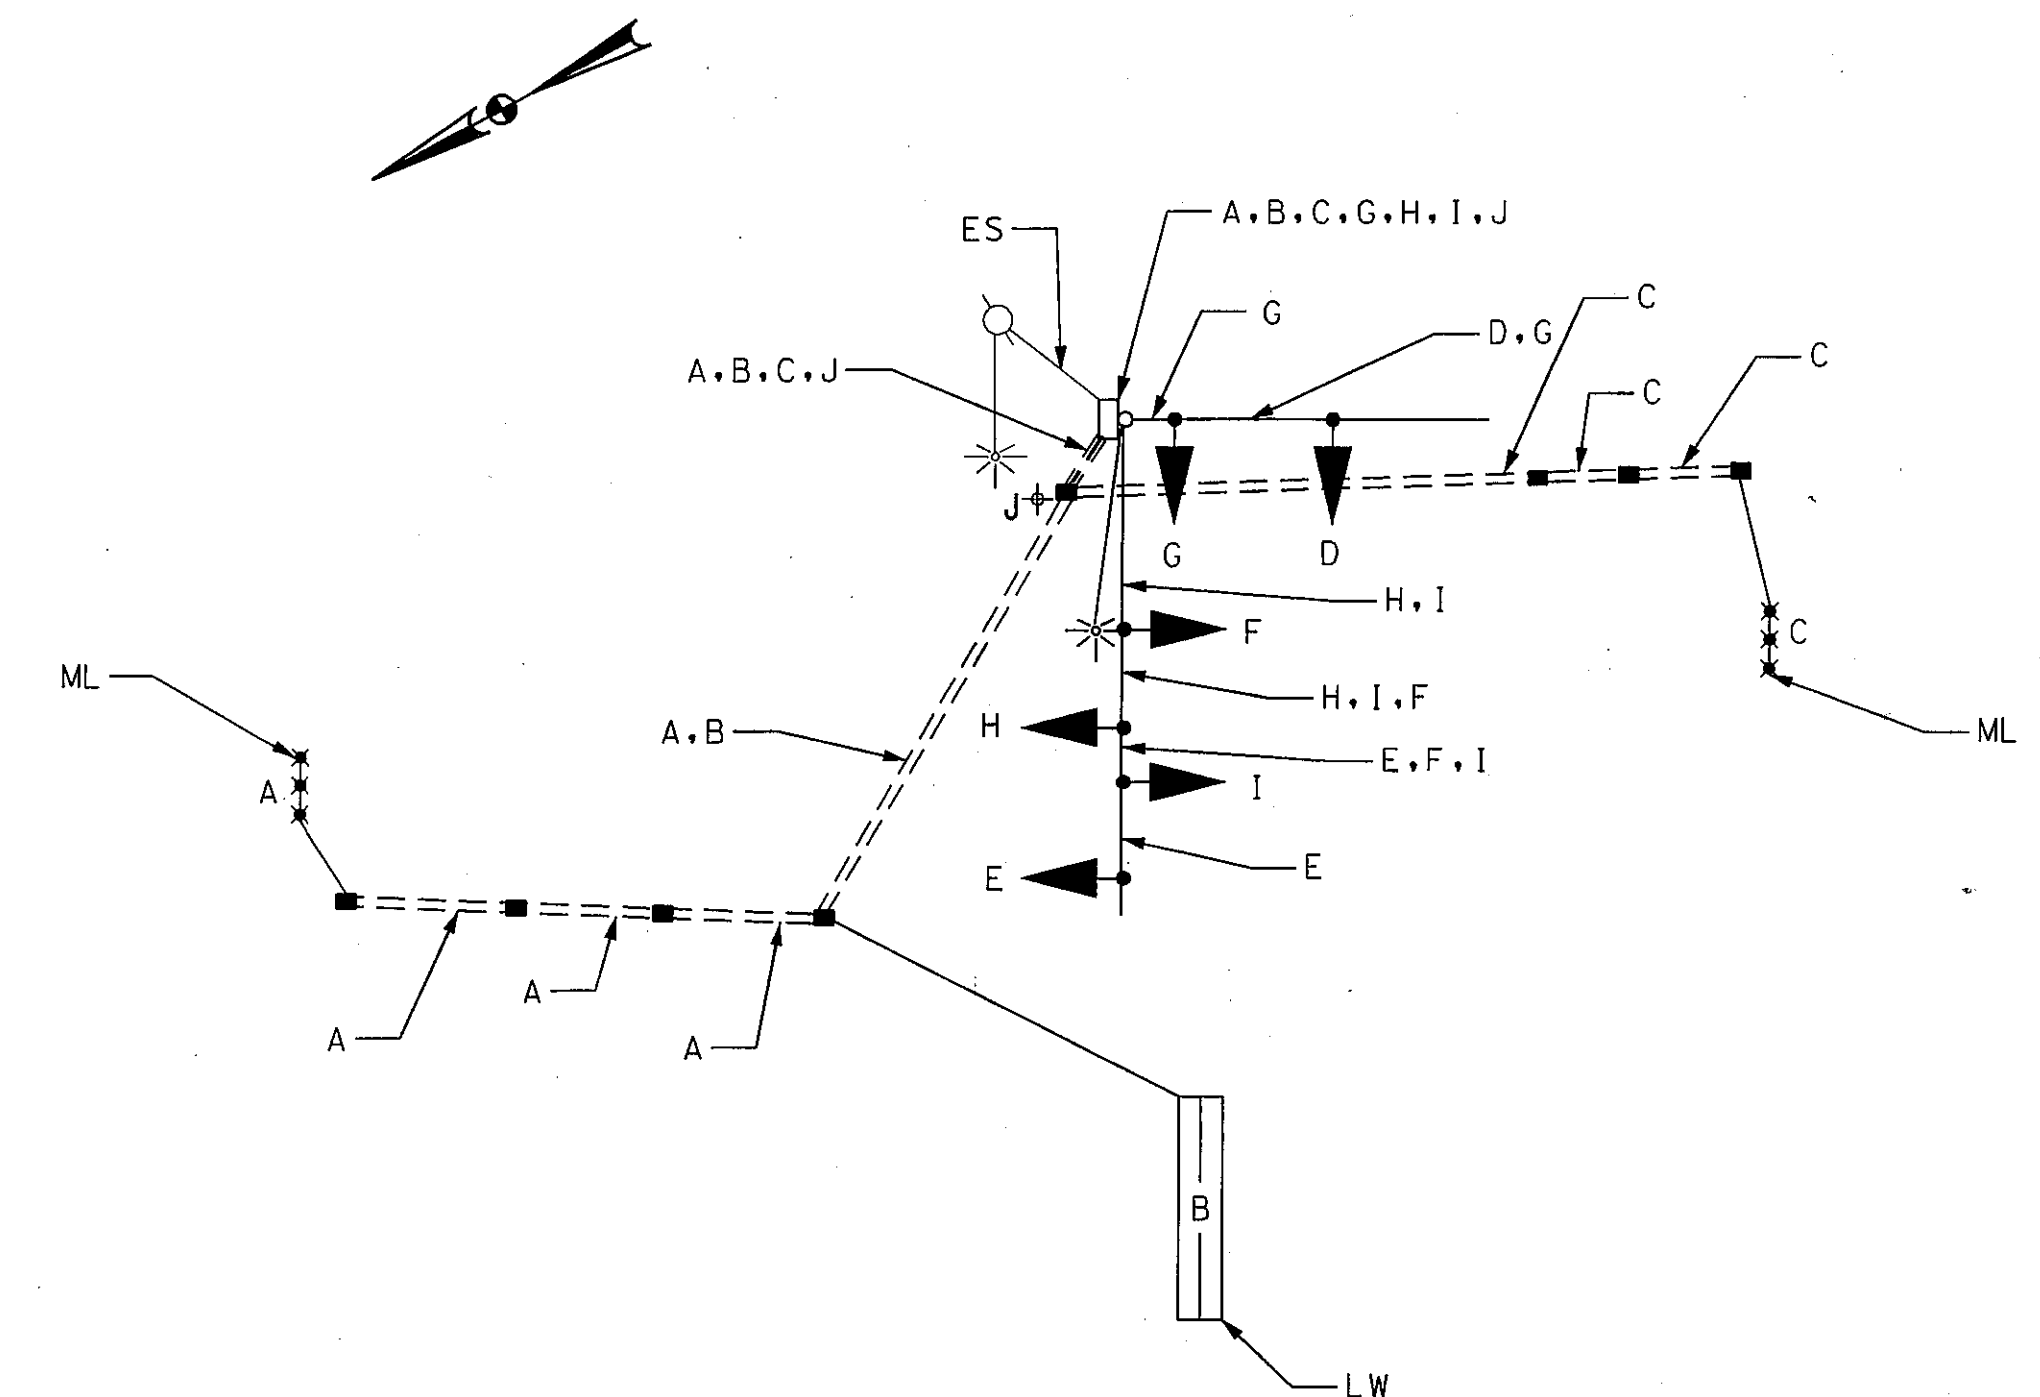 A,B,C,G,H,I,J
ES
C
G
D,G
C
A,B,C,J
C
J
G
D
H,I
F
C
ML
H,I,F
H
A,B
ML
E,F,I
A
I
E
E
A
A
A
B
LW